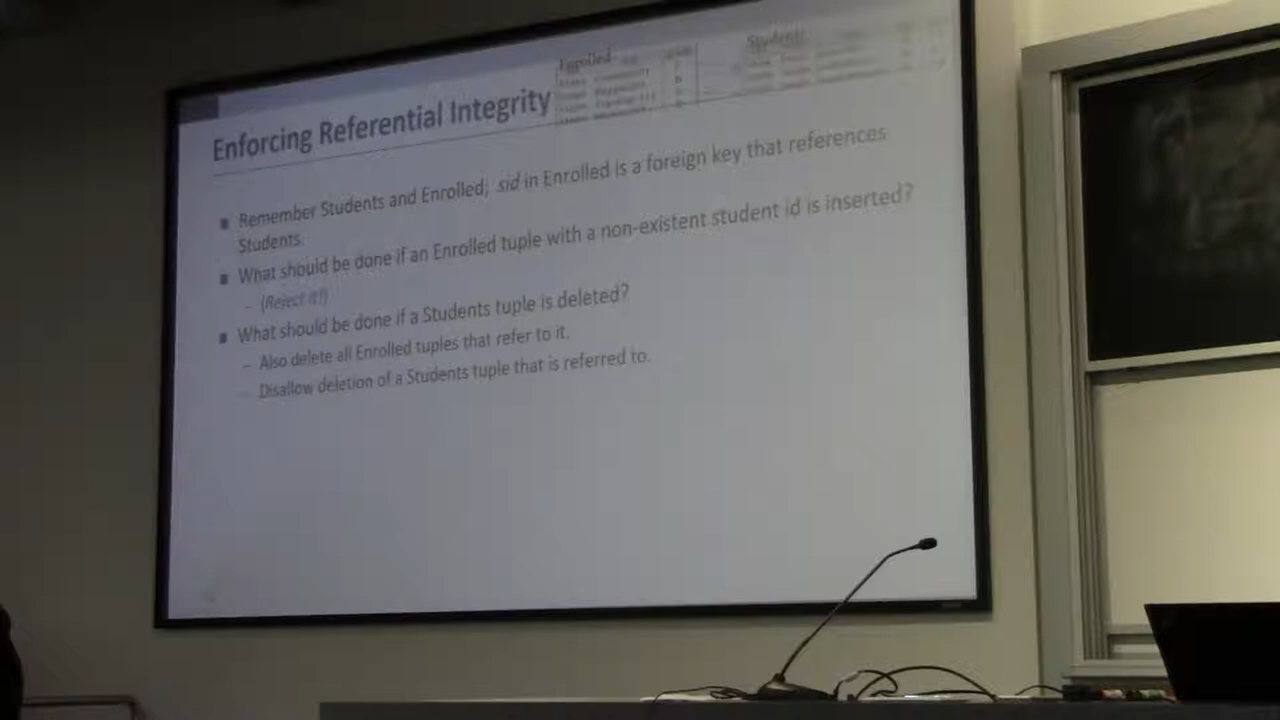 Enrolled
Students
Enforcing Referential Integrity
Remember Students and Enrolled; sid in Enrolled is a foreign key that references
Students.
What should be done if an Enrolled tuple with a non-existent student id is inserted?
– (Reject it!)
What should be done if a Students tuple is deleted?
– Also delete all Enrolled tuples that refer to it.
– Disallow deletion of a Students tuple that is referred to.